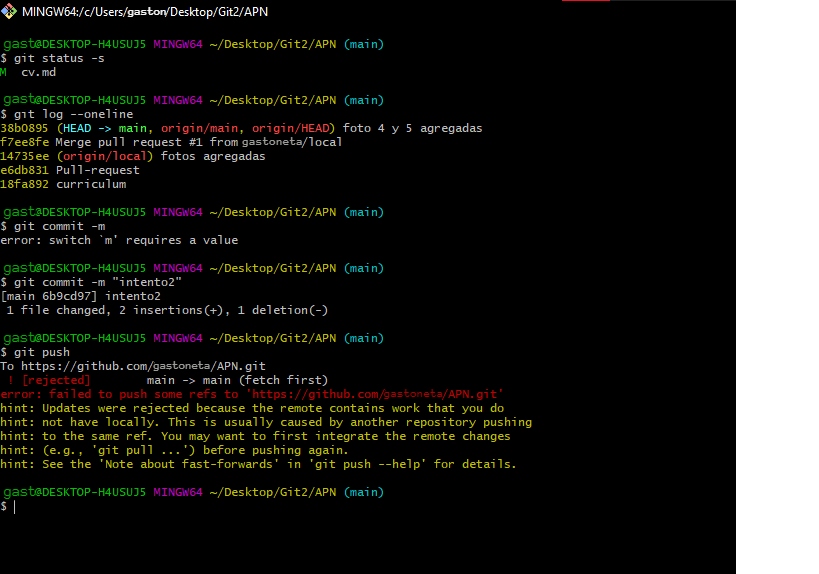 MINGW64:/c/Users/gaston/Desktop/Git2/APN
gast@DESKTOP-H4USUJ5 MINGW64 ~/Desktop/Git2/APN (main)
$ git status -s
M  cv.md
gast@DESKTOP-H4USUJ5 MINGW64 ~/Desktop/Git2/APN (main)
$ git log --oneline
38b0895 (HEAD -> main, origin/main, origin/HEAD) foto 4 y 5 agregadas
f7ee8fe Merge pull request #1 from gastoneta/local
14735ee (origin/local) fotos agregadas
e6db831 Pull-request
18fa892 curriculum
gast@DESKTOP-H4USUJ5 MINGW64 ~/Desktop/Git2/APN (main)
$ git commit -m
error: switch `m' requires a value
gast@DESKTOP-H4USUJ5 MINGW64 ~/Desktop/Git2/APN (main)
$ git commit -m "intento2"
[main 6b9cd97] intento2
 1 file changed, 2 insertions(+), 1 deletion(-)
gast@DESKTOP-H4USUJ5 MINGW64 ~/Desktop/Git2/APN (main)
$ git push
To https://github.com/gastoneta/APN.git
 ! [rejected]        main -> main (fetch first)
error: failed to push some refs to 'https://github.com/gastoneta/APN.git'
hint: Updates were rejected because the remote contains work that you do
hint: not have locally. This is usually caused by another repository pushing
hint: to the same ref. You may want to first integrate the remote changes
hint: (e.g., 'git pull ...') before pushing again.
hint: See the 'Note about fast-forwards' in 'git push --help' for details.
gast@DESKTOP-H4USUJ5 MINGW64 ~/Desktop/Git2/APN (main)
$